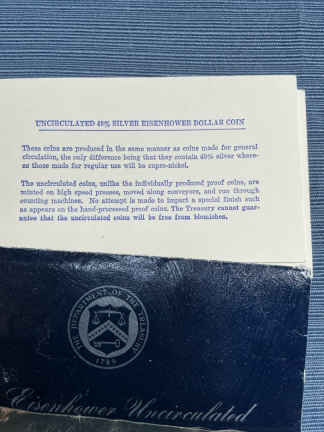 UNCIRCULATED 40% SILVER EISENHOWER DOLLAR COIN
These coins are produced in the same manner as coins made for general
circulation, the only difference being that they contain 40% silver where-
as those made for regular use will be cupro-nickel.
The uncirculated coins, unlike the individually produced proof coins, are
minted on high speed presses, moved along conveyors, and run through
counting machines. No attempt is made to impart a special finish such
as appears on the hand-processed proof coins. The Treasury cannot guar-
antee that the uncirculated coins will be free from blemishes.
THE DEPARTMENT OF THE TREASURY
1789
Eisenhower Uncirculated